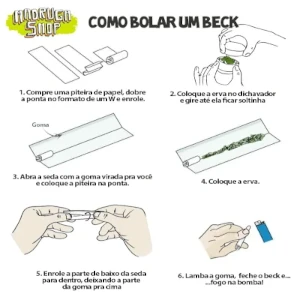 MADRUGA
SHOP
COMO BOLAR UM BECK
1. Compre uma piteira de papel, dobre
a ponta no formato de um W e enrole.
2. Coloque a erva no dichavador
e gire até ela ficar soltinha
Goma
3. Abra a seda com a goma virada pra você
e coloque a piteira na ponta.
4. Coloque a erva.
5. Enrole a parte de baixo da seda
para dentro, deixando a parte
da goma pra cima
6. Lamba a goma, feche o beck e...
...fogo na bomba!